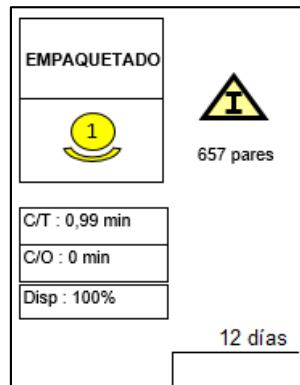 EMPAQUETADO
1
I
657 pares
C/T : 0,99 min
C/O : 0 min
Disp : 100%
12 días